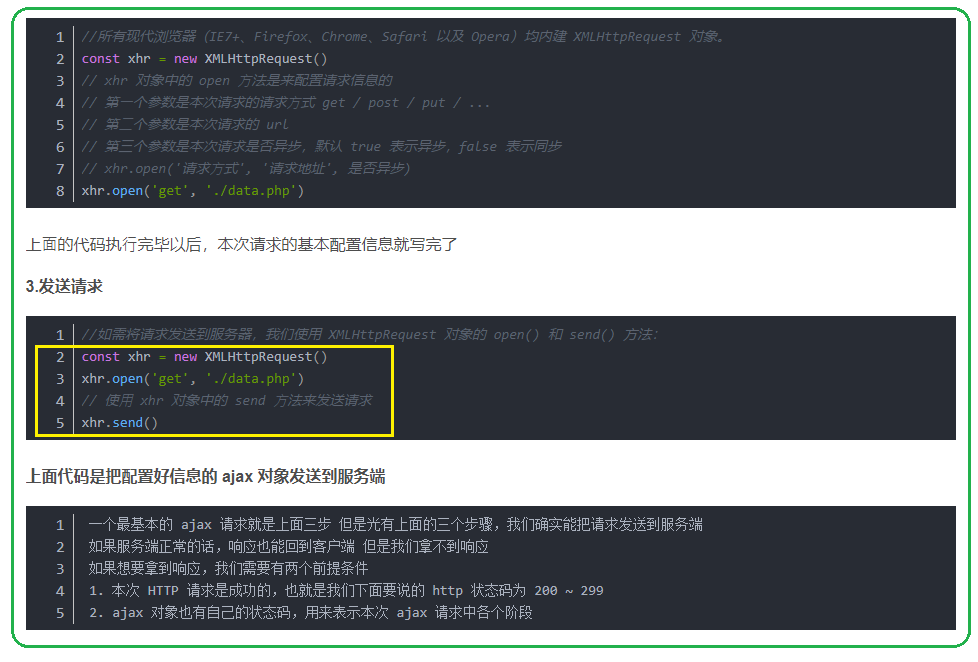 1 //所有现代浏览器（IE7+、Firefox、Chrome、Safari 以及 Opera）均内建 XMLHttpRequest 对象。
2 const xhr = new XMLHttpRequest()
3 // xhr 对象中的 open 方法是来配置请求信息的
4 // 第一个参数是本次请求的请求方式 get / post / put / ...
5 // 第二个参数是本次请求的 url
6 // 第三个参数是本次请求是否异步，默认 true 表示异步，false 表示同步
7 // xhr.open('请求方式', '请求地址', 是否异步)
8 xhr.open('get', './data.php')
上面的代码执行完毕以后，本次请求的基本配置信息就写完了
3.发送请求
1 //如需将请求发送到服务器，我们使用 XMLHttpRequest 对象的 open() 和 send() 方法：
2 const xhr = new XMLHttpRequest()
3 xhr.open('get', './data.php')
4 // 使用 xhr 对象中的 send 方法来发送请求
5 xhr.send()
上面代码是把配置好信息的 ajax 对象发送到服务端
1 一个最基本的 ajax 请求就是上面三步 但是光有上面的三个步骤，我们确实能把请求发送到服务端
2 如果服务端正常的话，响应也能回到客户端 但是我们拿不到响应
3 如果想要拿到响应，我们需要有两个前提条件
4 1. 本次 HTTP 请求是成功的，也就是我们下面要说的 http 状态码为 200 ~ 299
5 2. ajax 对象也有自己的状态码，用来表示本次 ajax 请求中各个阶段